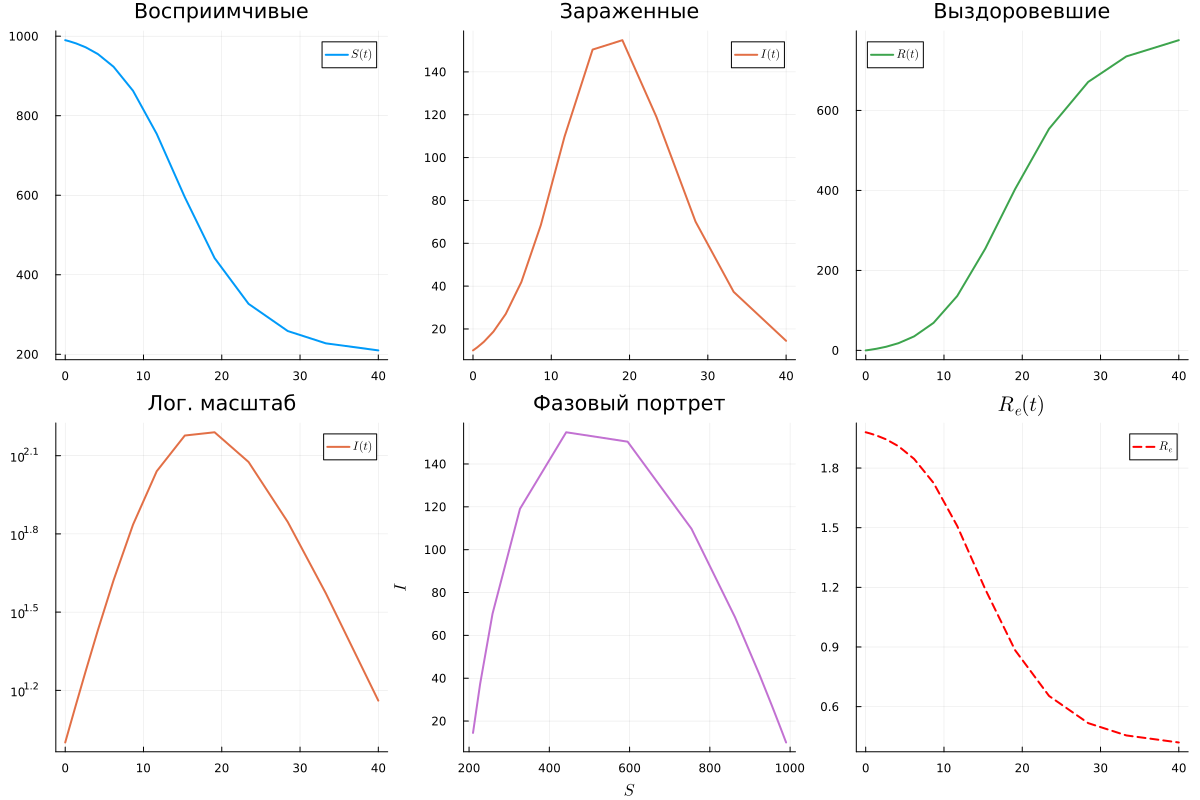 Восприимчивые
1000
800
600
400
200
0 10 20 30 40
S(t)
Зараженные
140
120
100
80
60
40
20
0 10 20 30 40
I(t)
Выздоровевшие
600
400
200
0
0 10 20 30 40
R(t)
Лог. масштаб
10^2.1
10^1.8
10^1.5
10^1.2
0 10 20 30 40
I(t)
Фазовый портрет
I
140
120
100
80
60
40
20
200 400 600 800 1000
S
R_e(t)
1.8
1.5
1.2
0.9
0.6
0 10 20 30 40
R_e